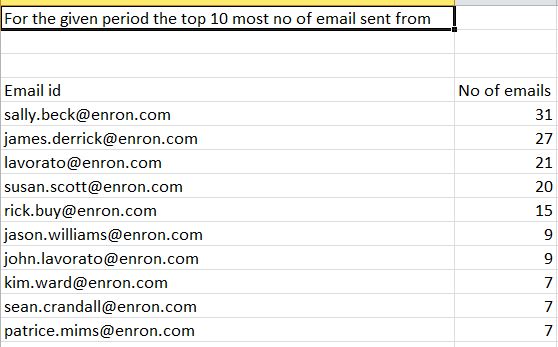 For the given period the top 10 most no of email sent from
Email id No of emails
sally.beck@enron.com 31
james.derrick@enron.com 27
lavorato@enron.com 21
susan.scott@enron.com 20
rick.buy@enron.com 15
jason.williams@enron.com 9
john.lavorato@enron.com 9
kim.ward@enron.com 7
sean.crandall@enron.com 7
patrice.mims@enron.com 7